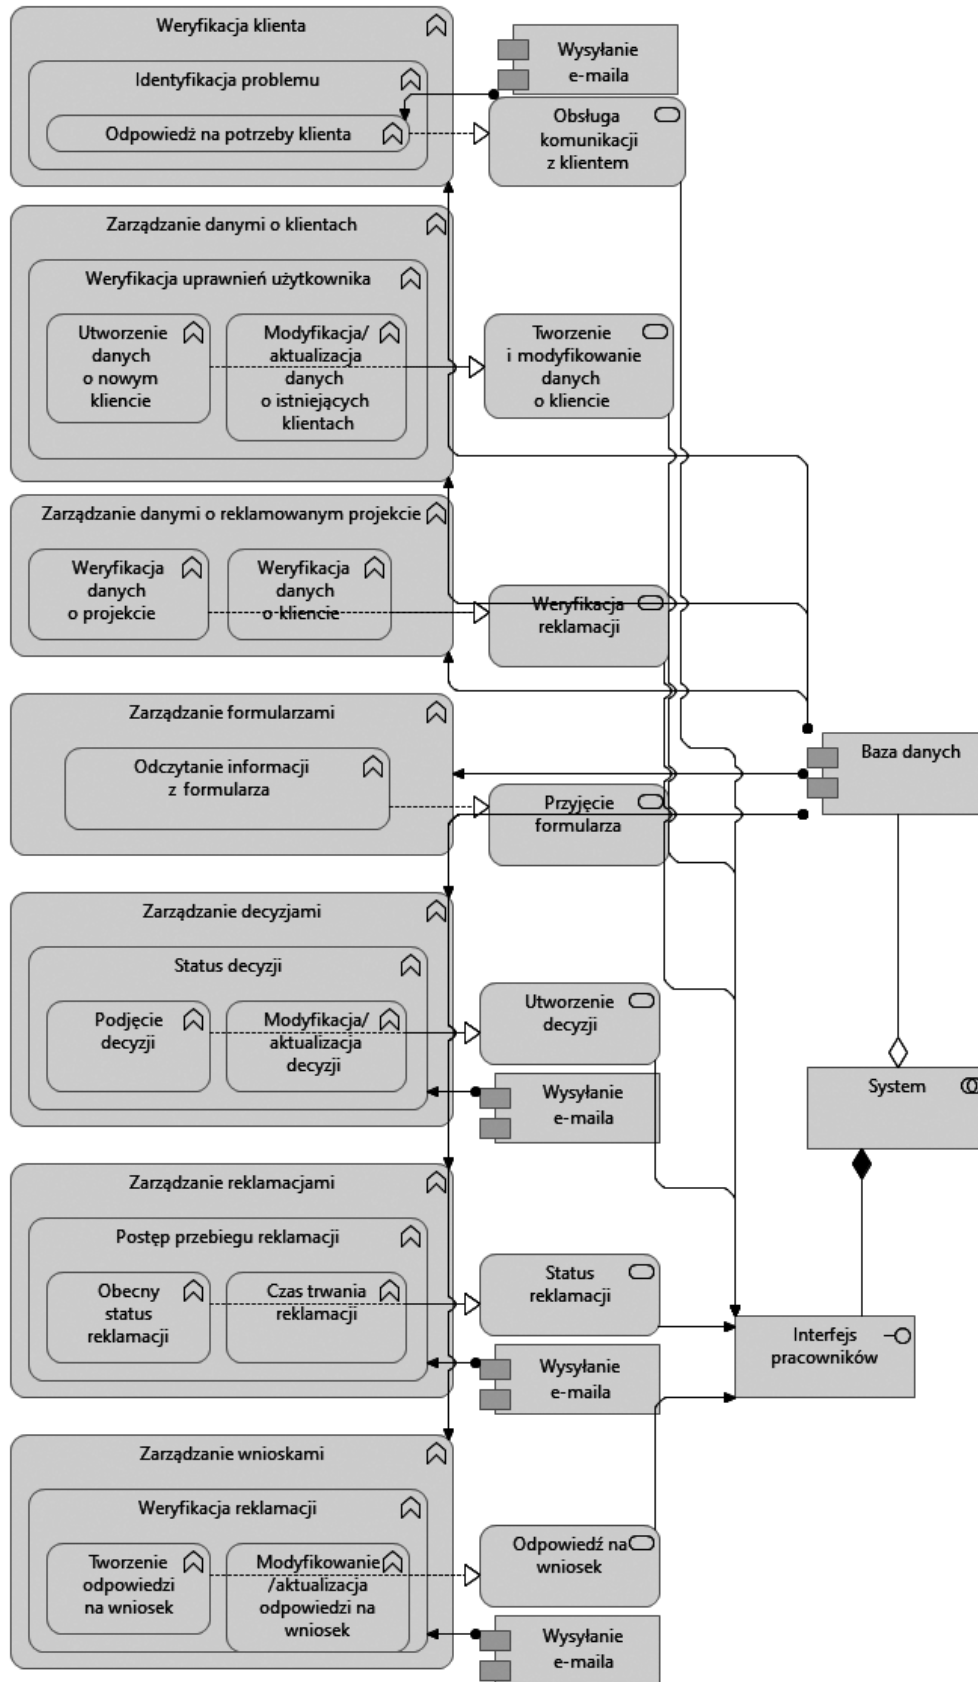 Weryfikacja klienta
Identyfikacja problemu
Odpowiedź na potrzeby klienta
Wysyłanie
e-maila
Obsługa
komunikacji
z klientem
Zarządzanie danymi o klientach
Weryfikacja uprawnień użytkownika
Utworzenie
danych
o nowym
kliencie
Modyfikacja/
aktualizacja
danych
o istniejących
klientach
Tworzenie
i modyfikowanie
danych
o kliencie
Zarządzanie danymi o reklamowanym projekcie
Weryfikacja
danych
o projekcie
Weryfikacja
danych
o kliencie
Weryfikacja
reklamacji
Zarządzanie formularzami
Odczytanie informacji
z formularza
Przyjęcie
formularza
Baza danych
Zarządzanie decyzjami
Status decyzji
Podjęcie
decyzji
Modyfikacja/
aktualizacja
decyzji
Utworzenie
decyzji
Wysyłanie
e-maila
System
Zarządzanie reklamacjami
Postęp przebiegu reklamacji
Obecny
status
reklamacji
Czas trwania
reklamacji
Status
reklamacji
Wysyłanie
e-maila
Interfejs
pracowników
Zarządzanie wnioskami
Weryfikacja reklamacji
Tworzenie
odpowiedzi
na wniosek
Modyfikowanie
/aktualizacja
odpowiedzi na
wniosek
Odpowiedź na
wniosek
Wysyłanie
e-maila